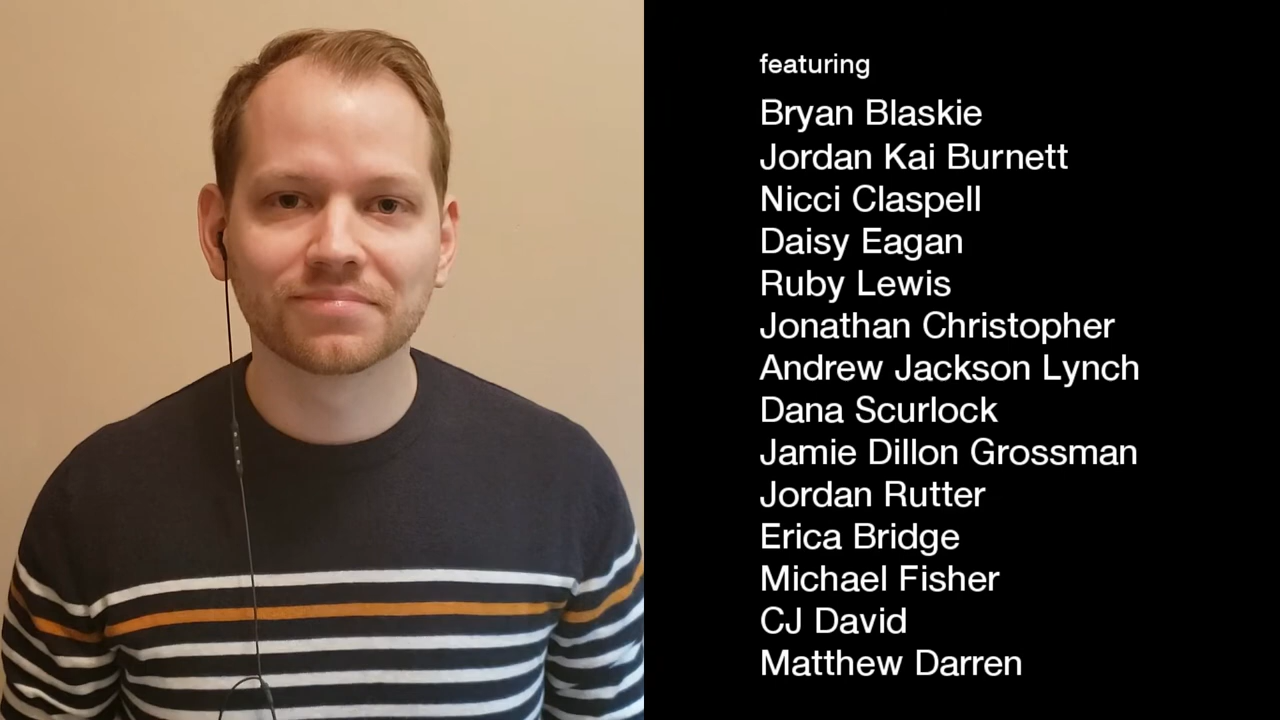 featuring
Bryan Blaskie
Jordan Kai Burnett
Nicci Claspell
Daisy Eagan
Ruby Lewis
Jonathan Christopher
Andrew Jackson Lynch
Dana Scurlock
Jamie Dillon Grossman
Jordan Rutter
Erica Bridge
Michael Fisher
CJ David
Matthew Darren